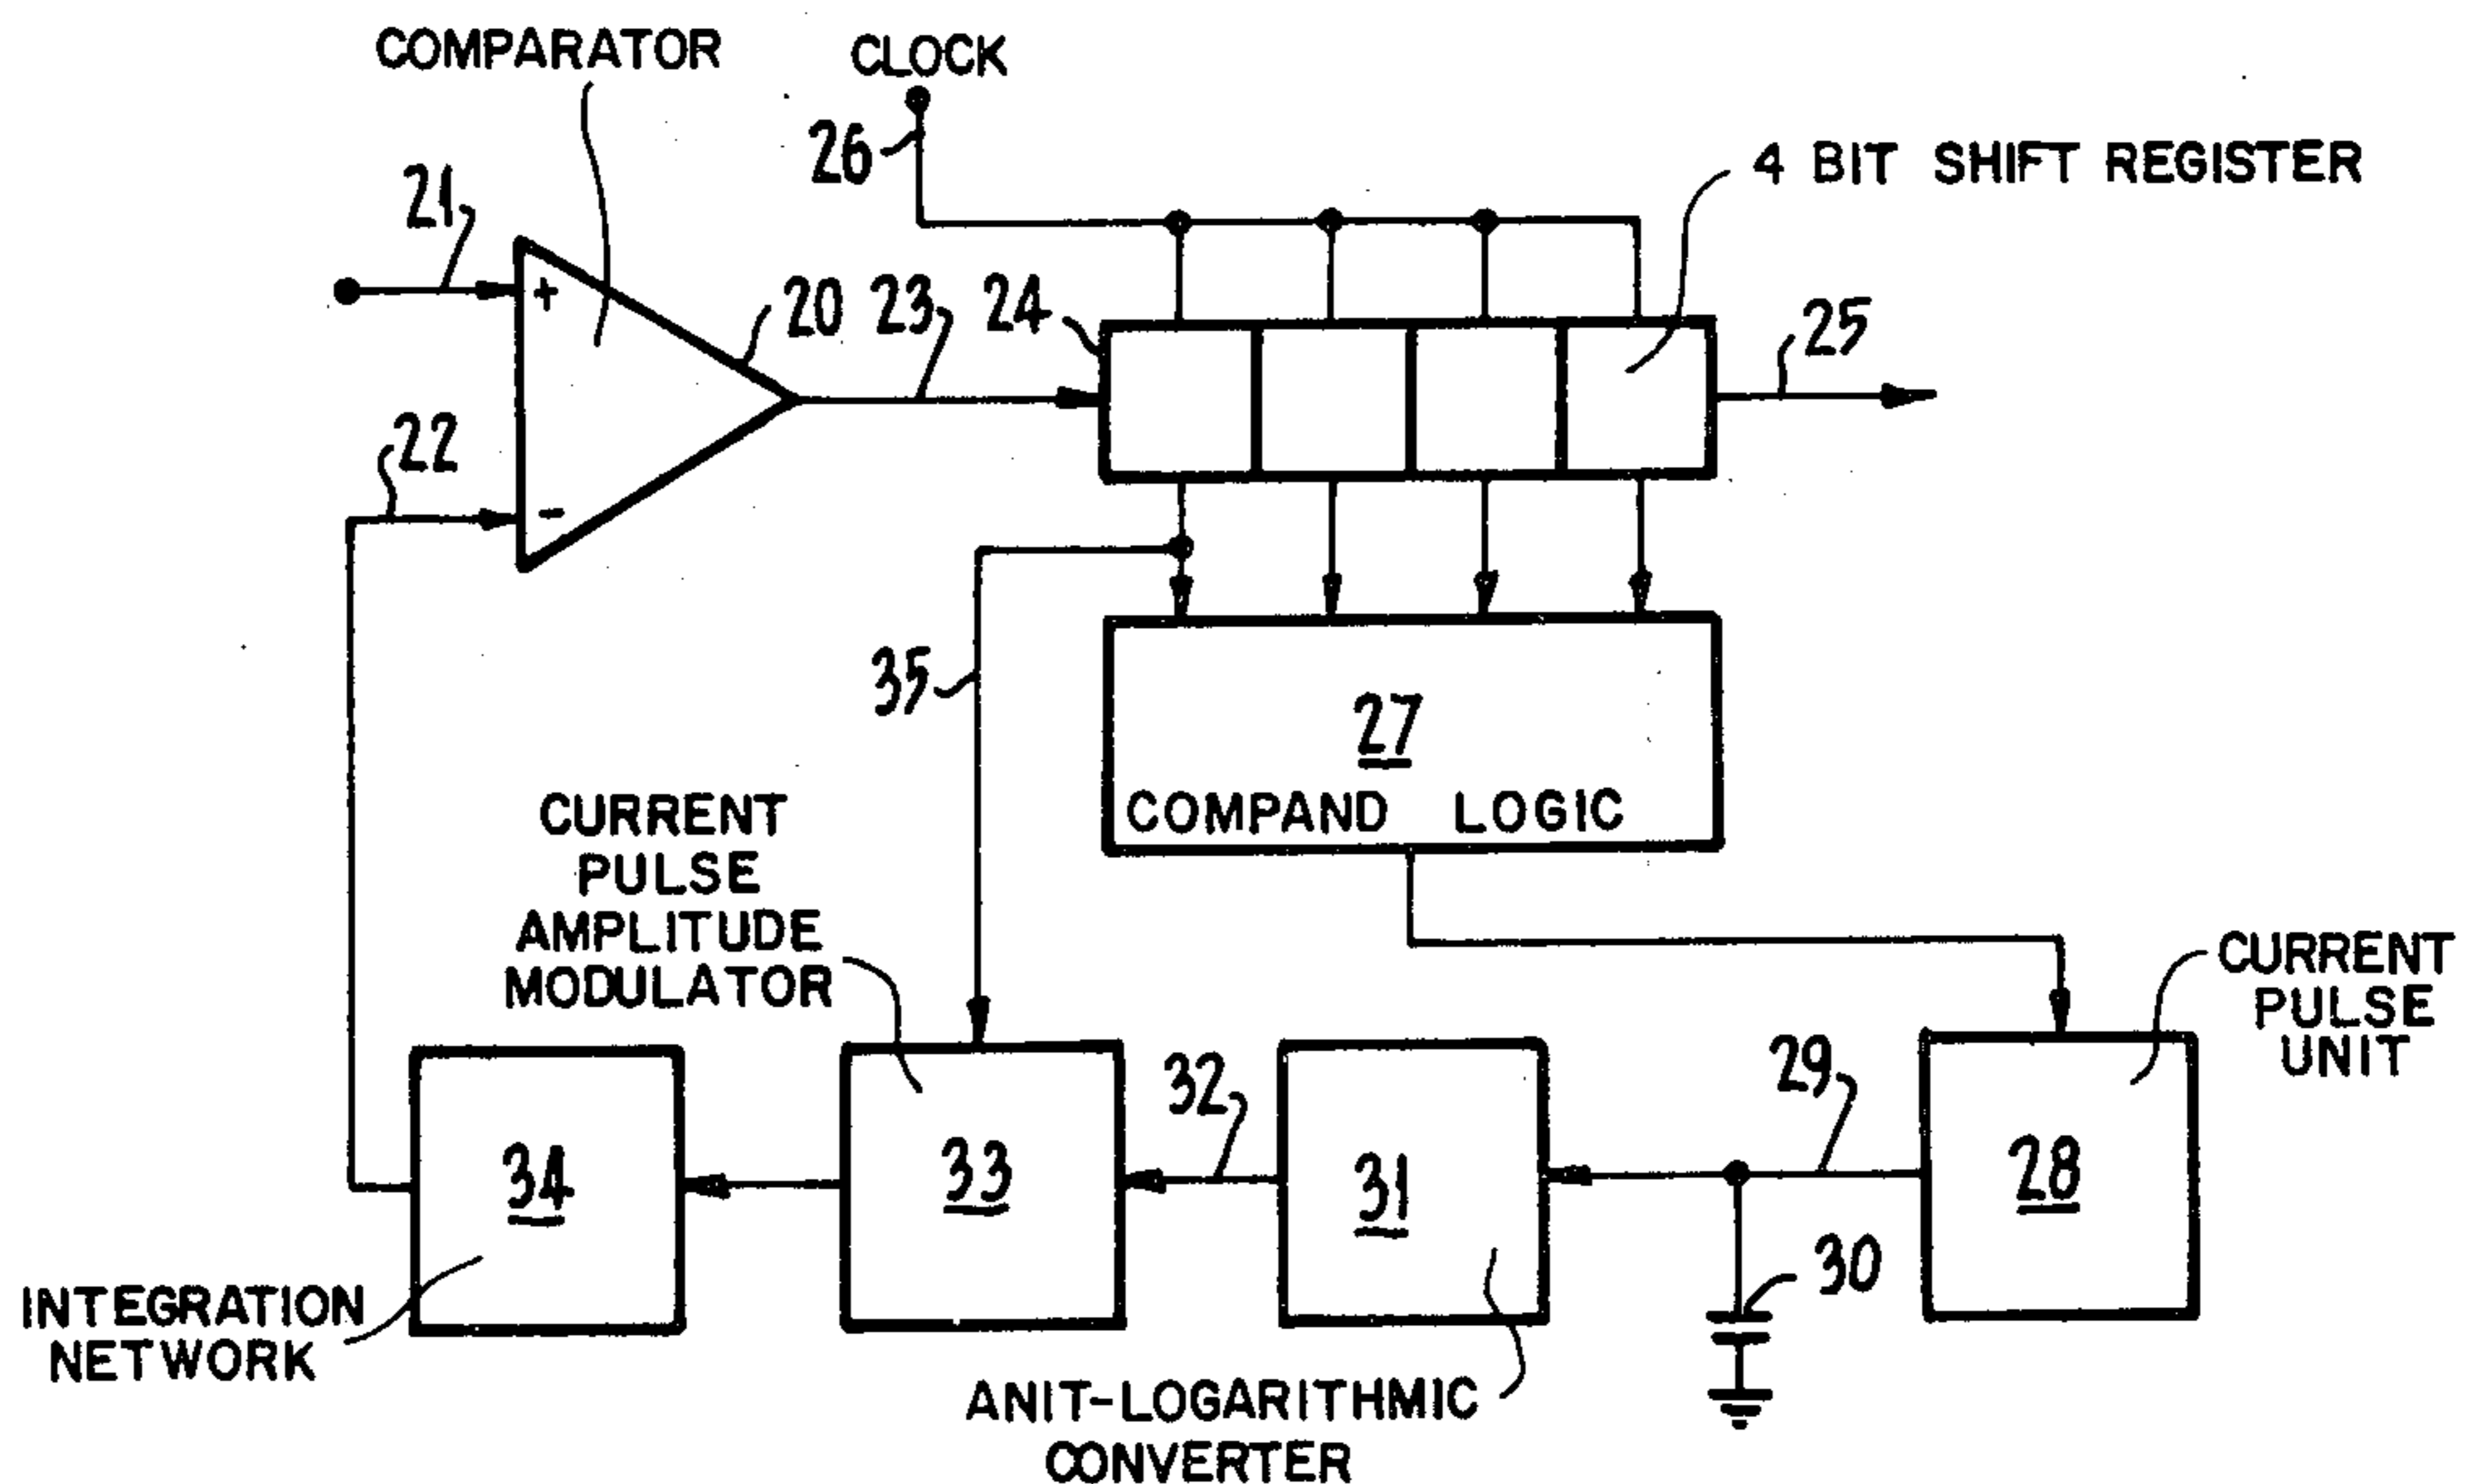 COMPARATOR
CLOCK
26
4 BIT SHIFT REGISTER
21
+
20
23
24
25
22
-
35
27
COMPAND LOGIC
CURRENT
PULSE
AMPLITUDE
MODULATOR
CURRENT
PULSE
UNIT
29
32
34
33
31
28
30
INTEGRATION
NETWORK
ANIT-LOGARITHMIC
CONVERTER